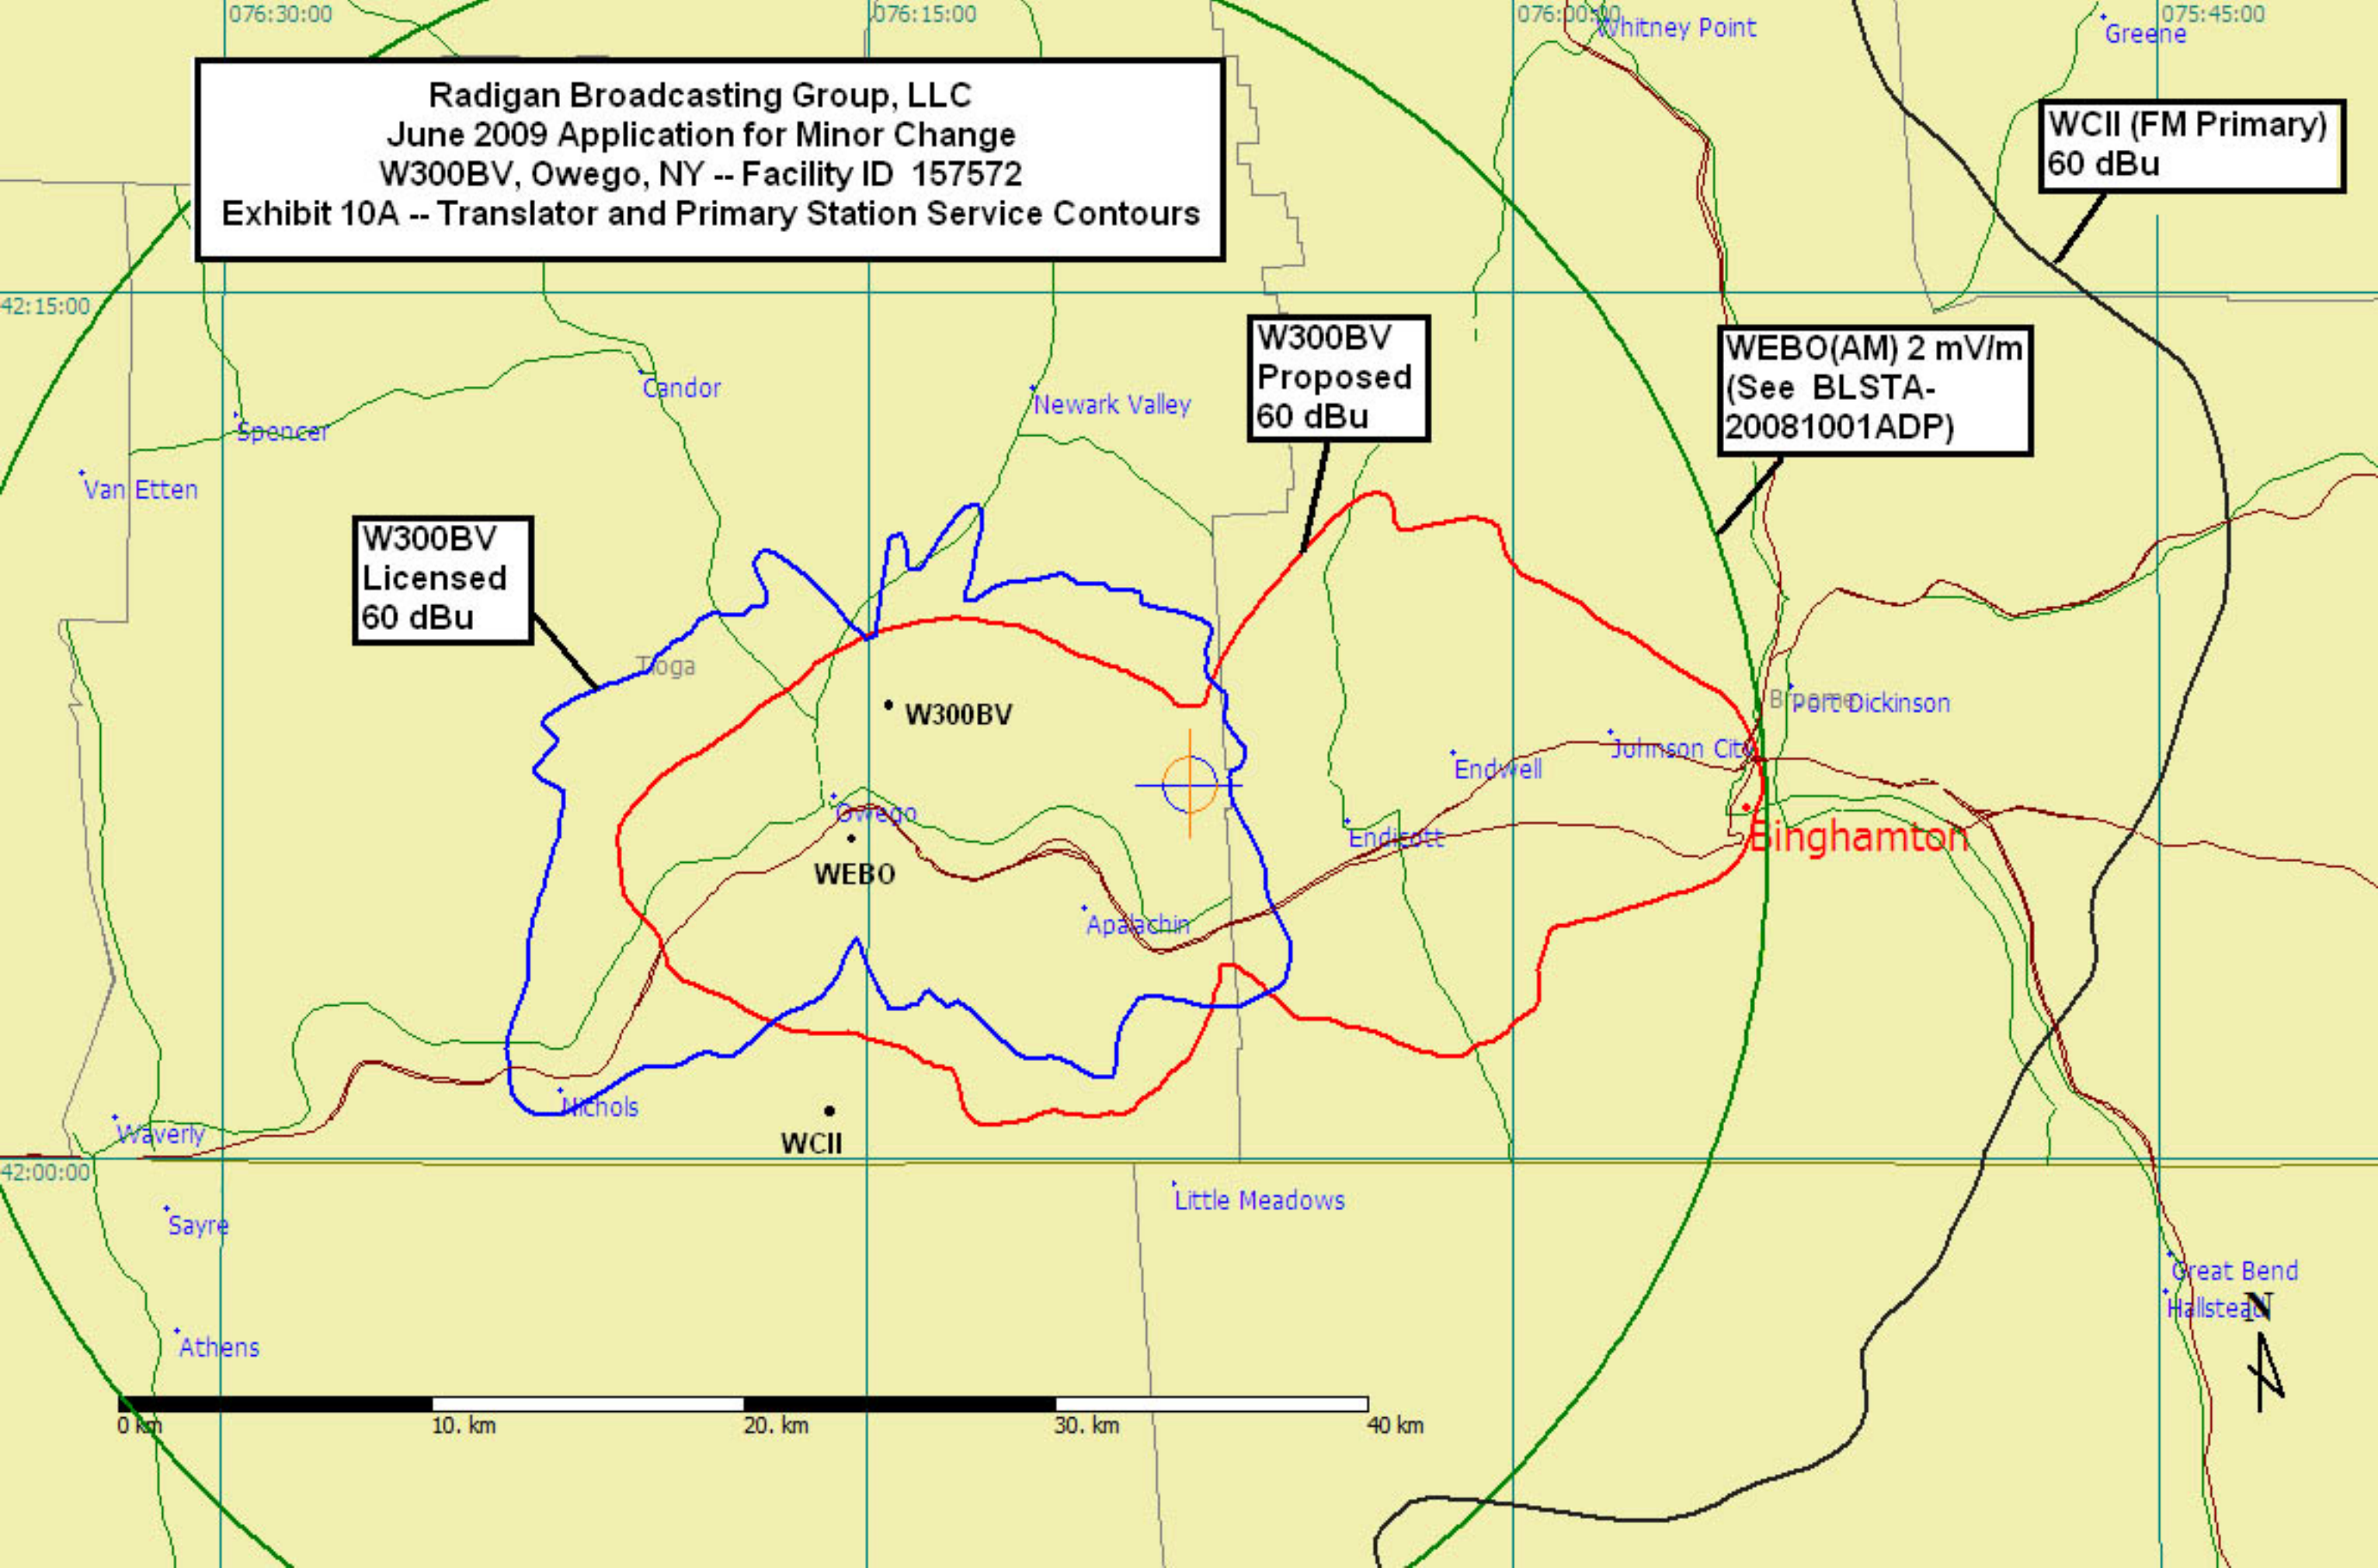 076:30:00
076:15:00
076:00:00
075:45:00
Whitney Point
Greene
Radigan Broadcasting Group, LLC
June 2009 Application for Minor Change
W300BV, Owego, NY -- Facility ID  157572
Exhibit 10A -- Translator and Primary Station Service Contours
WCII (FM Primary)
60 dBu
42:15:00
W300BV
Proposed
60 dBu
WEBO(AM) 2 mV/m
(See  BLSTA-
20081001ADP)
Candor
Newark Valley
Spencer
Van Etten
W300BV
Licensed
60 dBu
Tioga
W300BV
Broome
Port Dickinson
Johnson City
Endwell
Owego
Endicott
Binghamton
WEBO
Apalachin
Nichols
Waverly
WCII
42:00:00
Little Meadows
Sayre
Great Bend
Hallstead
N
Athens
0 km
10. km
20. km
30. km
40 km